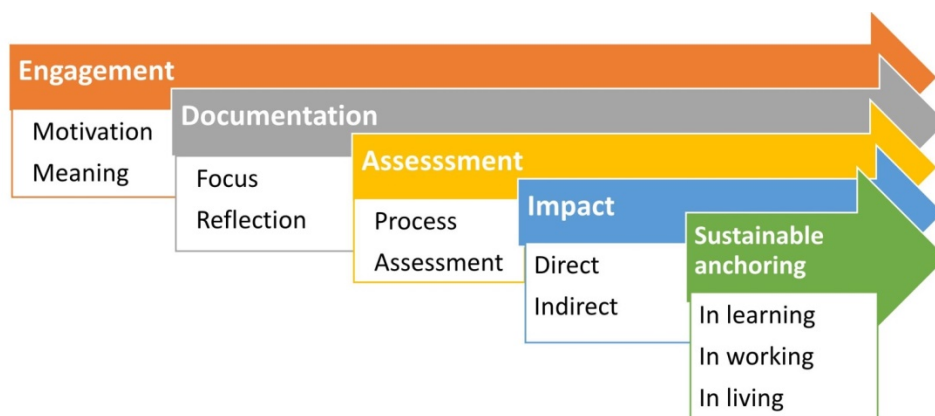 Engagement
Motivation
Meaning
Documentation
Focus
Reflection
Assesssment
Process
Assessment
Impact
Direct
Indirect
Sustainable
anchoring
In learning
In working
In living